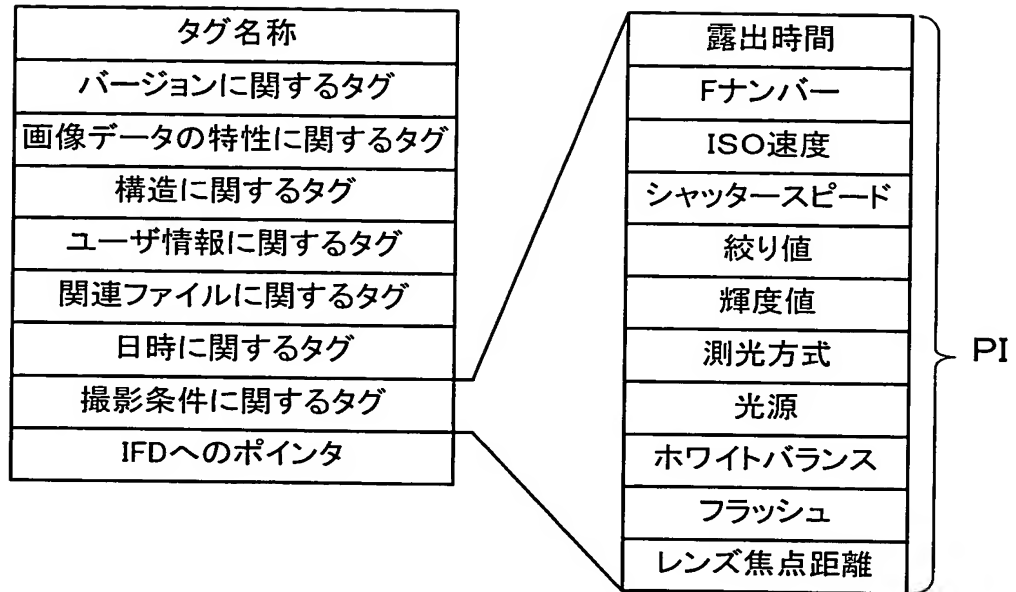 タグ名称
バージョンに関するタグ
画像データの特性に関するタグ
構造に関するタグ
ユーザ情報に関するタグ
関連ファイルに関するタグ
日時に関するタグ
撮影条件に関するタグ
IFDへのポインタ
露出時間
Fナンバー
ISO速度
シャッタースピード
絞り値
輝度値
測光方式
光源
ホワイトバランス
フラッシュ
レンズ焦点距離
PI